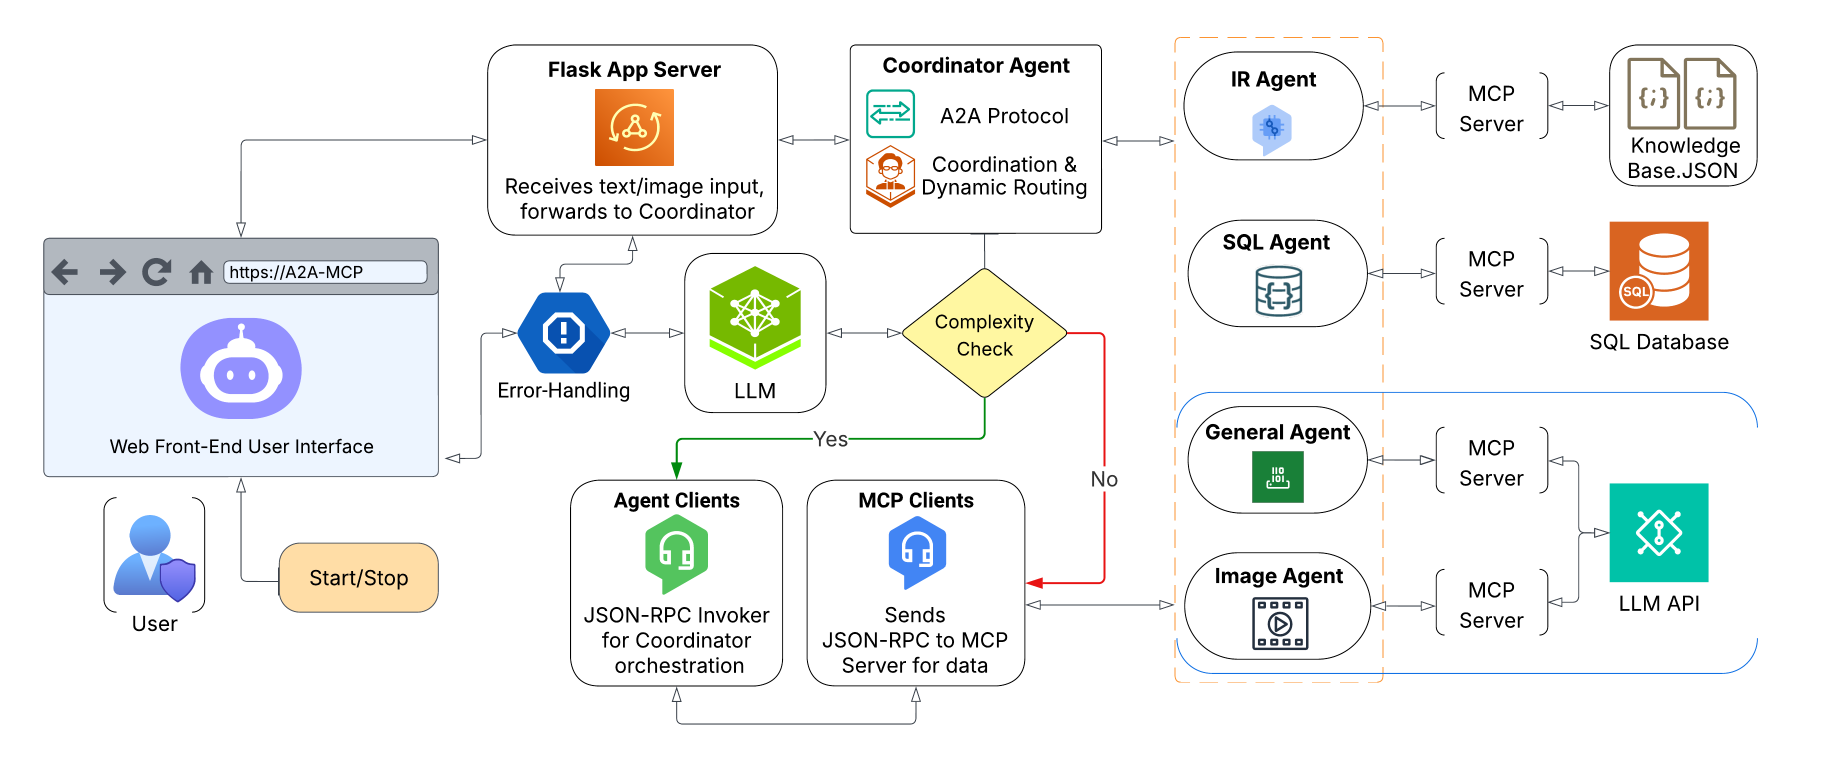 Flask App Server
Receives text/image input,
forwards to Coordinator
Coordinator Agent
A2A Protocol
Coordination &
Dynamic Routing
IR Agent
MCP
Server
{;} {;}
Knowledge
Base.JSON
https://A2A-MCP
Web Front-End User Interface
Error-Handling
LLM
Complexity
Check
SQL Agent
{:}
MCP
Server
SQL
SQL Database
Yes
No
General Agent
110
101
MCP
Server
User
Start/Stop
Agent Clients
JSON-RPC Invoker
for Coordinator
orchestration
MCP Clients
Sends
JSON-RPC to MCP
Server for data
Image Agent
MCP
Server
LLM API